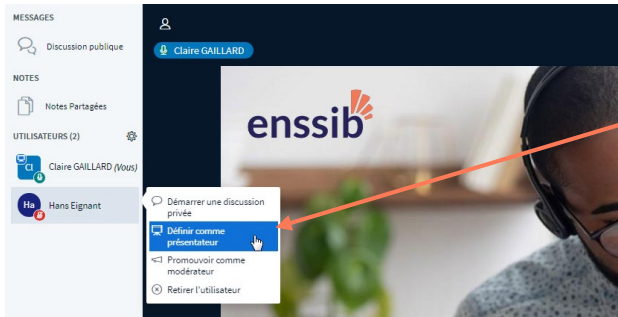 MESSAGES
Discussion publique
NOTES
Notes Partagées
UTILISATEURS (2)
Cl
Claire GAILLARD (Vous)
Ha
Hans Eignant
Claire GAILLARD
enssib
Démarrer une discussion
privée
Définir comme
présentateur
Promouvoir comme
modérateur
Retirer l'utilisateur